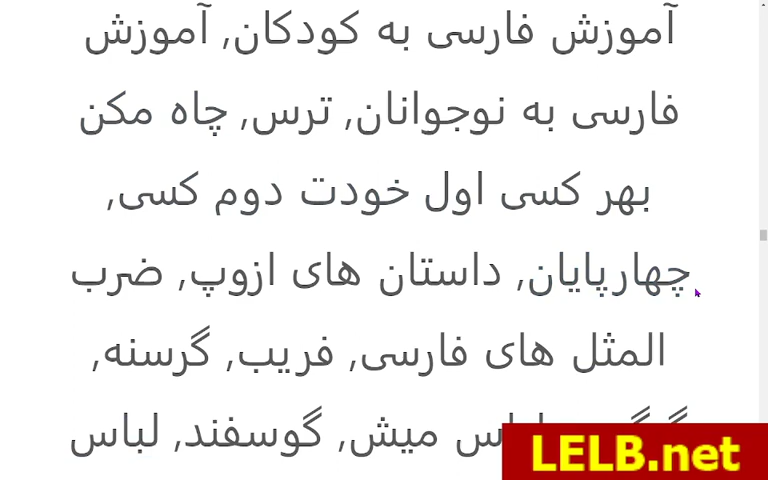 آموزش فارسی به کودکان, آموزش
فارسی به نوجوانان, ترس, چاه مکن
بهر کسی اول خودت دوم کسی,
چهارپایان, داستان های ازوپ, ضرب
المثل های فارسی, فریب, گرسنه,
میش, گوسفند, لباس
LELB.net